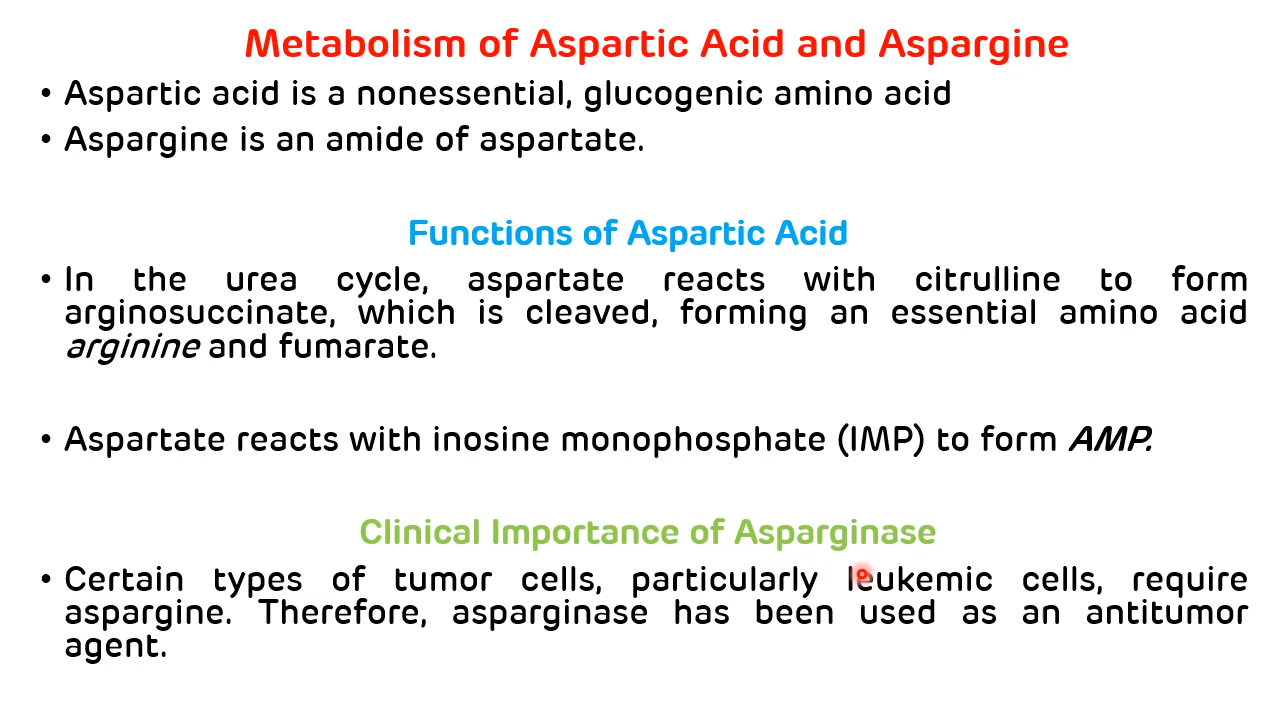 Metabolism of Aspartic Acid and Aspargine
• Aspartic acid is a nonessential, glucogenic amino acid
• Aspargine is an amide of aspartate.
Functions of Aspartic Acid
• In the urea cycle, aspartate reacts with citrulline to form
arginosuccinate, which is cleaved, forming an essential amino acid
arginine and fumarate.
• Aspartate reacts with inosine monophosphate (IMP) to form AMP.
Clinical Importance of Asparginase
• Certain types of tumor cells, particularly leukemic cells, require
aspargine. Therefore, asparginase has been used as an antitumor
agent.